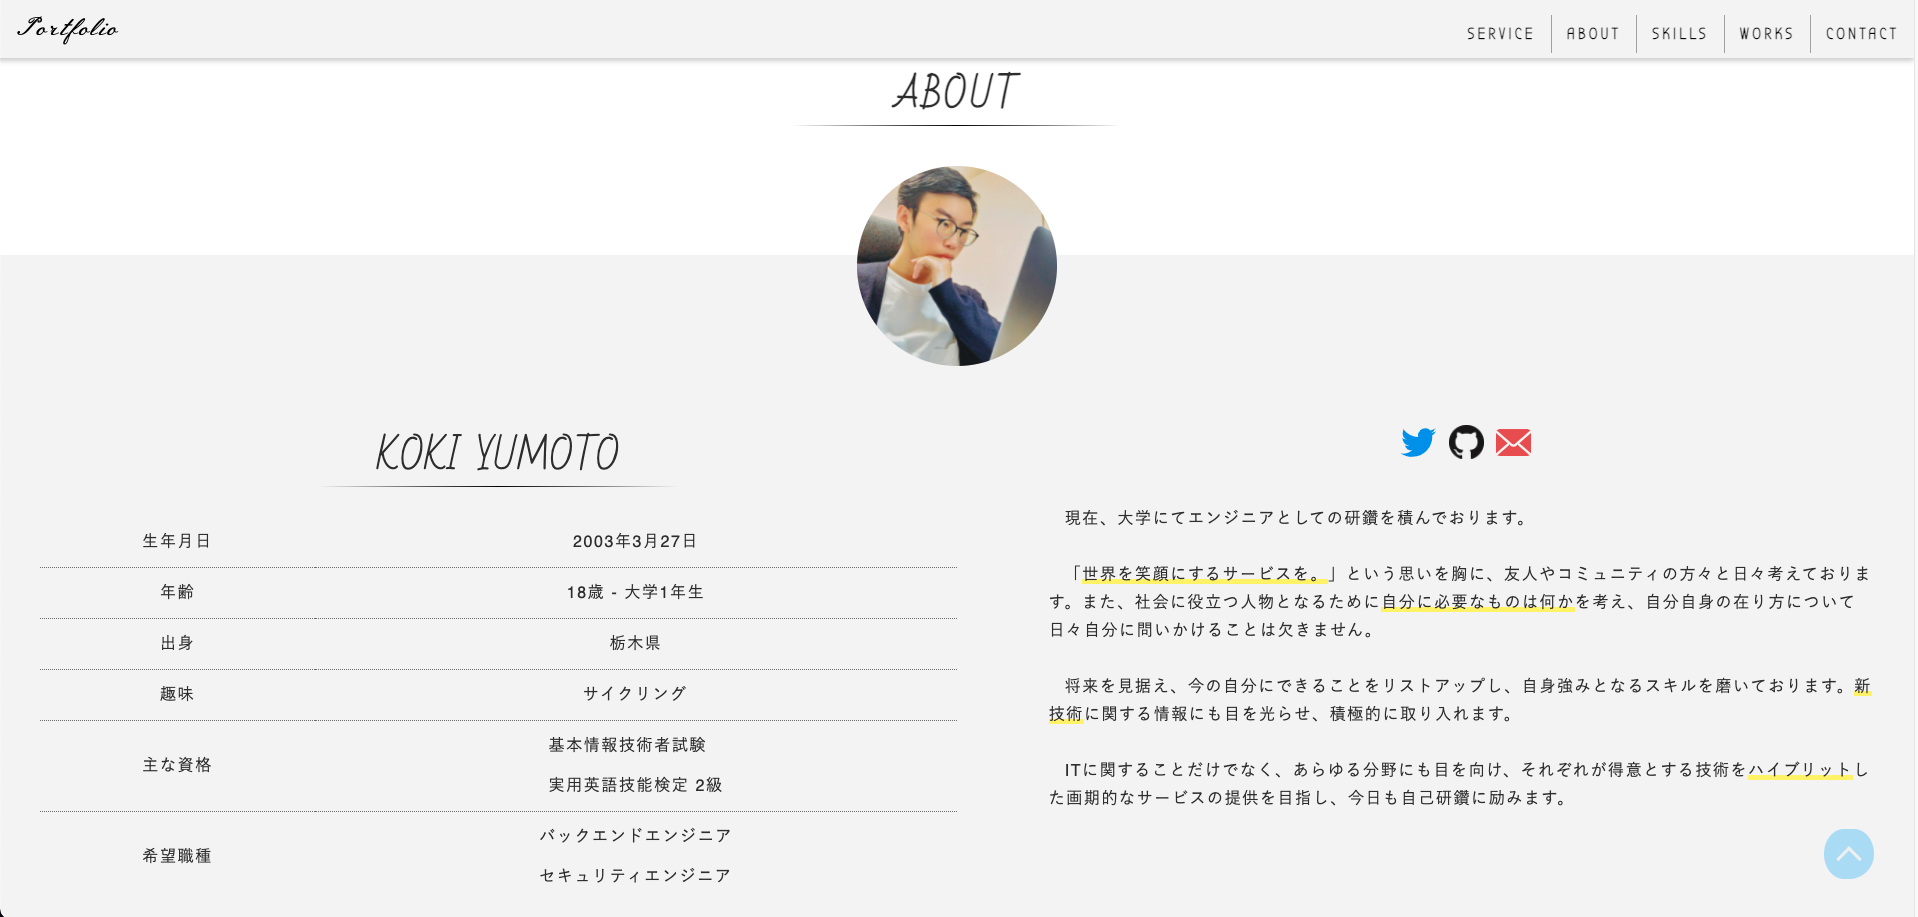 Portfolio
SERVICE
ABOUT
SKILLS
WORKS
CONTACT
ABOUT
KOKI YUMOTO
生年月日
2003年3月27日
年齢
18歳 - 大学1年生
出身
栃木県
趣味
サイクリング
主な資格
基本情報技術者試験
実用英語技能検定 2級
希望職種
バックエンドエンジニア
セキュリティエンジニア
現在、大学にてエンジニアとしての研鑽を積んでおります。
「世界を笑顔にするサービスを。」という思いを胸に、友人やコミュニティの方々と日々考えておりま
す。また、社会に役立つ人物となるために自分に必要なものは何かを考え、自分自身の在り方について
日々自分に問いかけることは欠きません。
将来を見据え、今の自分にできることをリストアップし、自身強みとなるスキルを磨いております。新
技術に関する情報にも目を光らせ、積極的に取り入れます。
ITに関することだけでなく、あらゆる分野にも目を向け、それぞれが得意とする技術をハイブリットし
た画期的なサービスの提供を目指し、今日も自己研鑽に励みます。